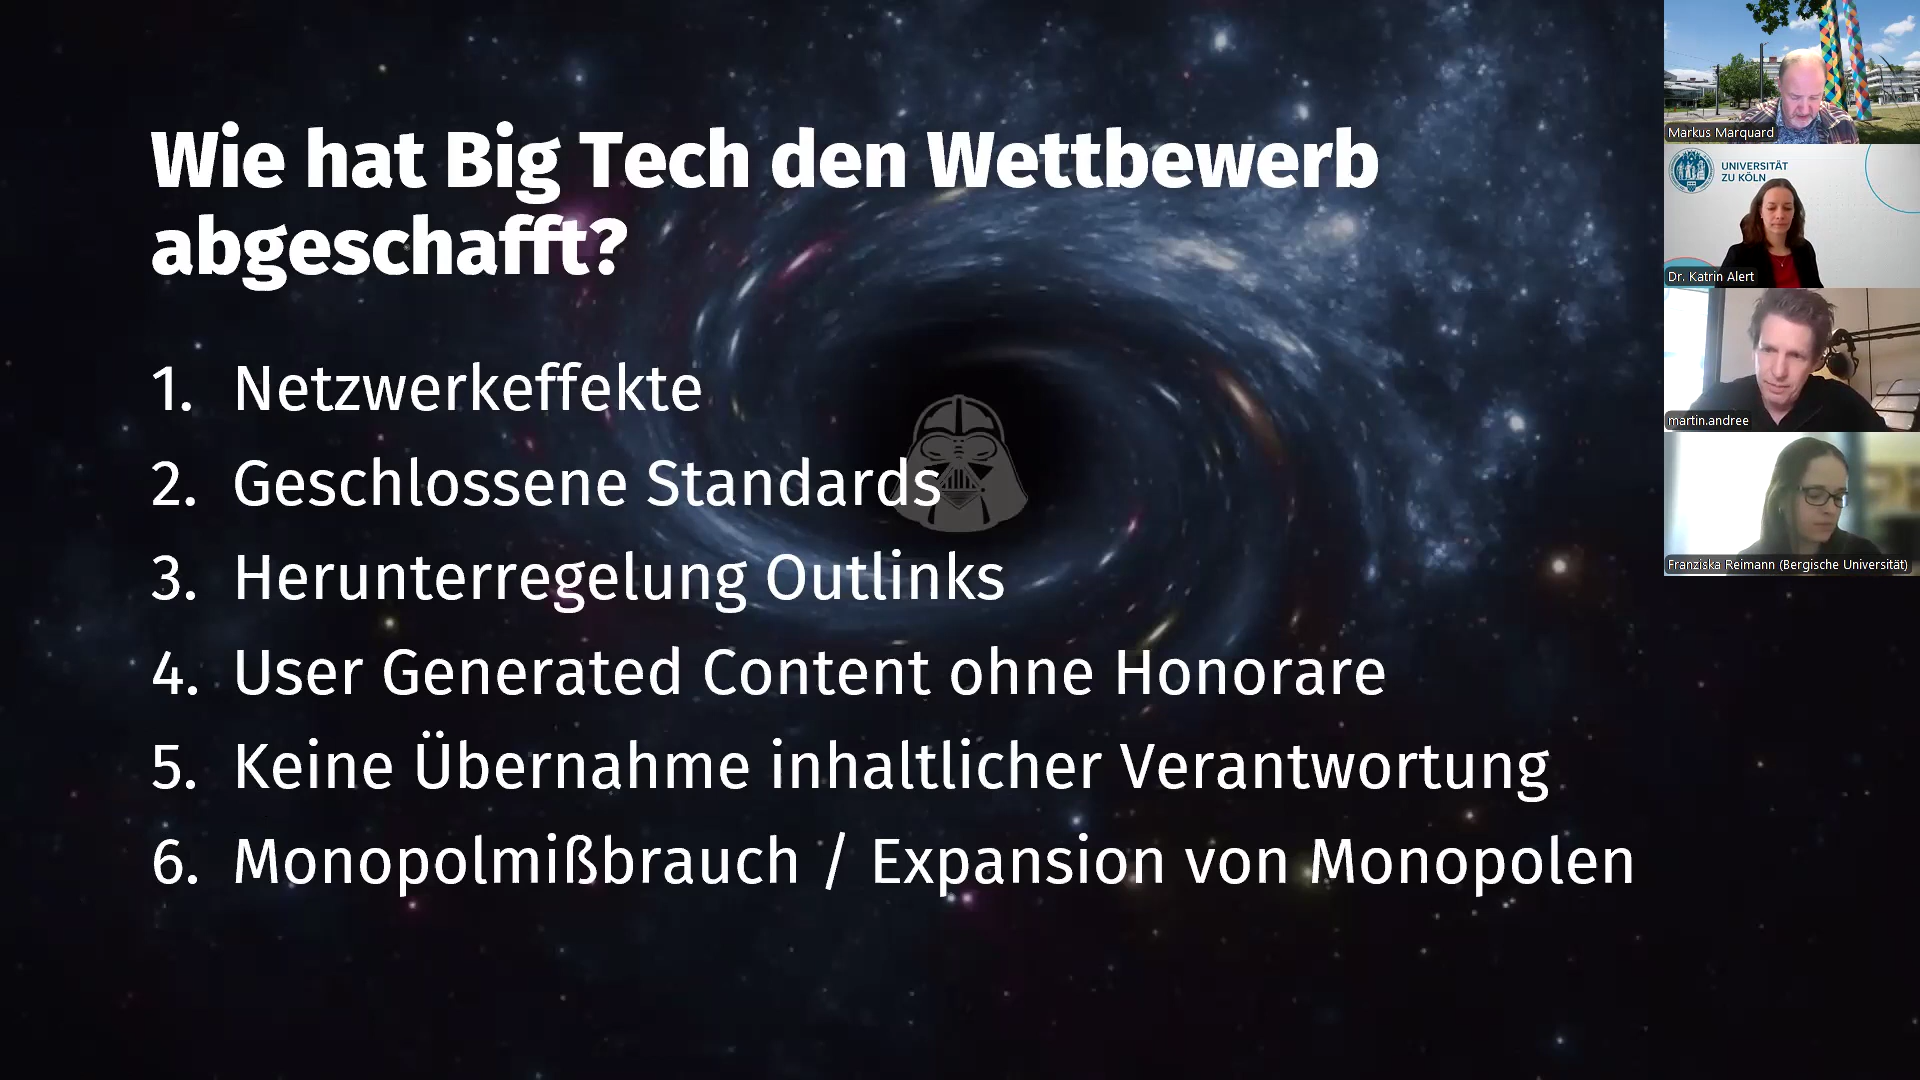 Wie hat Big Tech den Wettbewerb
abgeschafft?
1. Netzwerkeffekte
2. Geschlossene Standards
3. Herunterregelung Outlinks
4. User Generated Content ohne Honorare
5. Keine Übernahme inhaltlicher Verantwortung
6. Monopolmißbrauch / Expansion von Monopolen
Markus Marquard
UNIVERSITÄT
ZU KÖLN
Dr. Katrin Alert
martin.andree
Franziska Reimann (Bergische Universität)